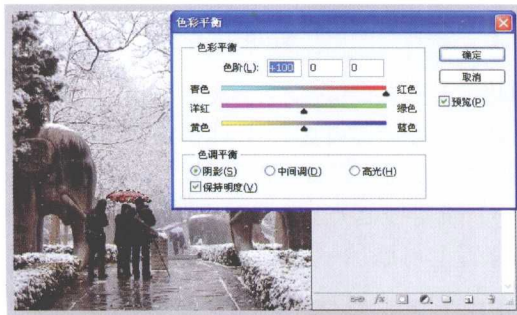 色彩平衡
色彩平衡
色阶(L): +100 0 0
青色 红色
洋红 绿色
黄色 蓝色
色调平衡
阴影(S) 中间调(D) 高光(H)
保持明度(V)
确定
取消
预览(P)
fx